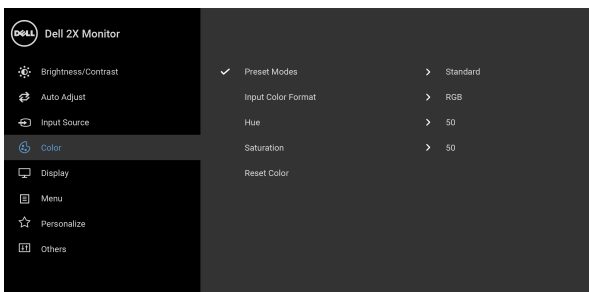 DELL Dell 2X Monitor
Brightness/Contrast
Auto Adjust
Input Source
Color
Display
Menu
Personalize
Others
Preset Modes Standard
Input Color Format RGB
Hue 50
Saturation 50
Reset Color